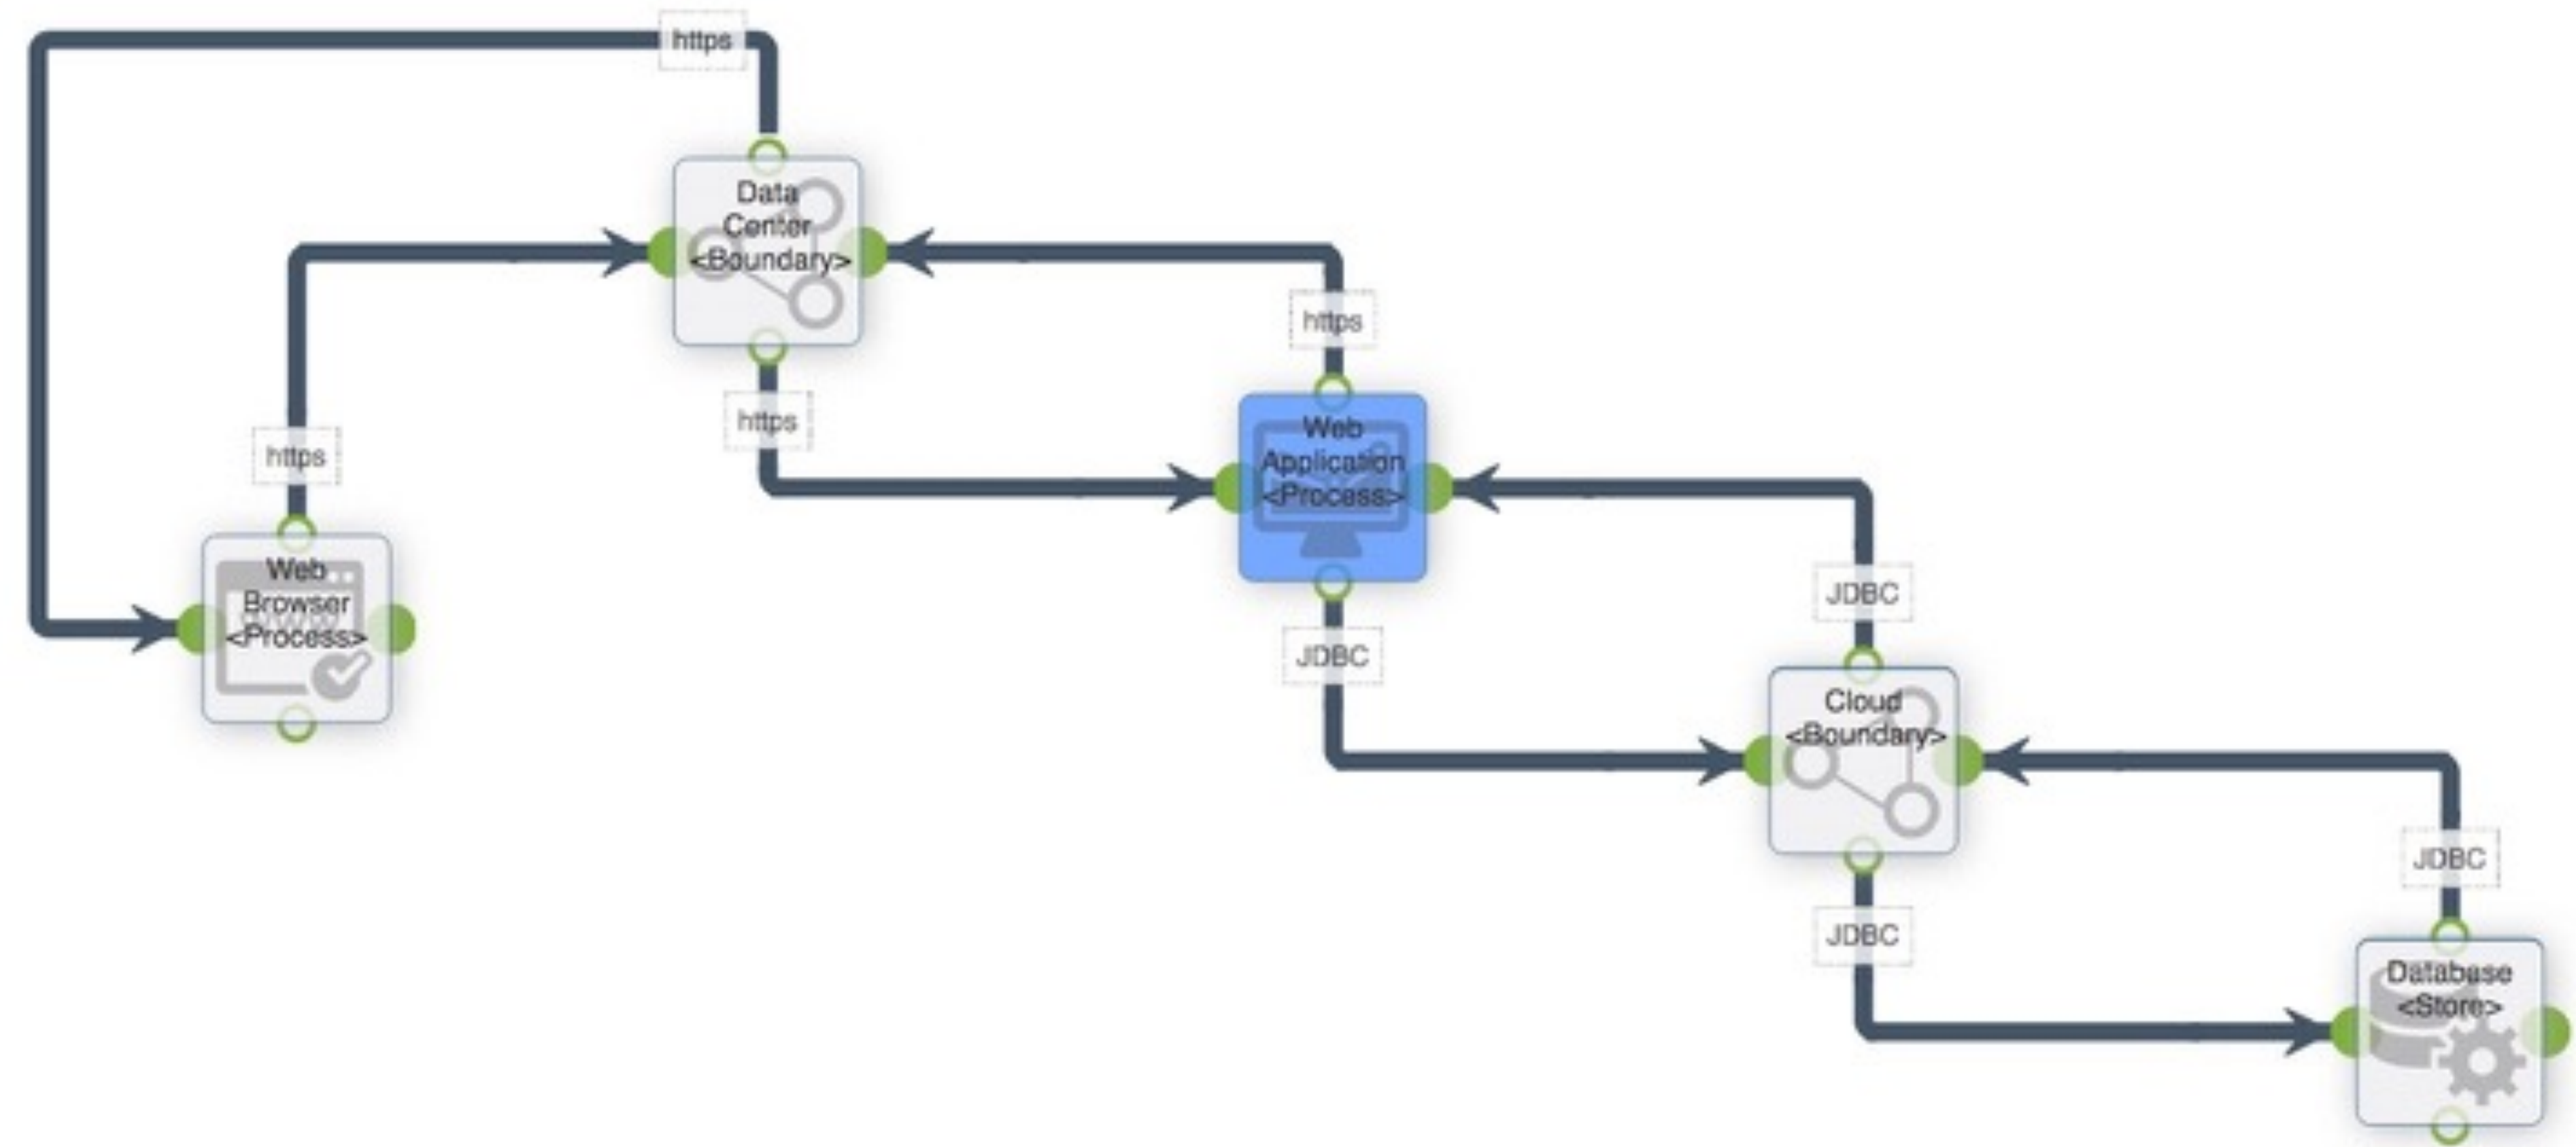 https
Data
Center
<Boundary>
https
https
https
Web
Application
<Process>
Web
Browser
<Process>
JDBC
JDBC
Cloud
<Boundary>
JDBC
JDBC
Database
<Store>